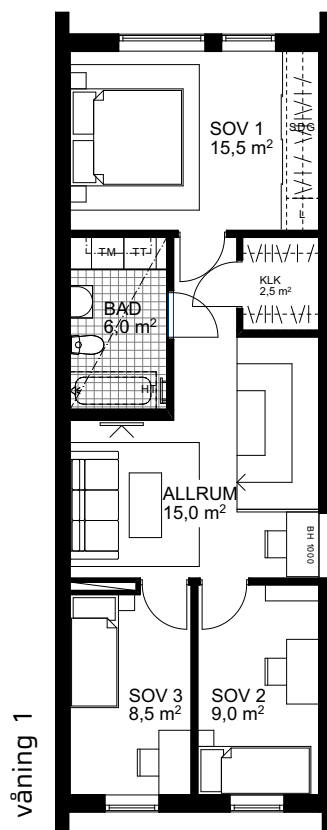 SOV 1
15,5 m²
SDG
L
TM TT
KLK
2,5 m²
BAD
6,0 m²
HT
ALLRUM
15,0 m²
BH 1000
SOV 3
8,5 m²
SOV 2
9,0 m²
våning 1